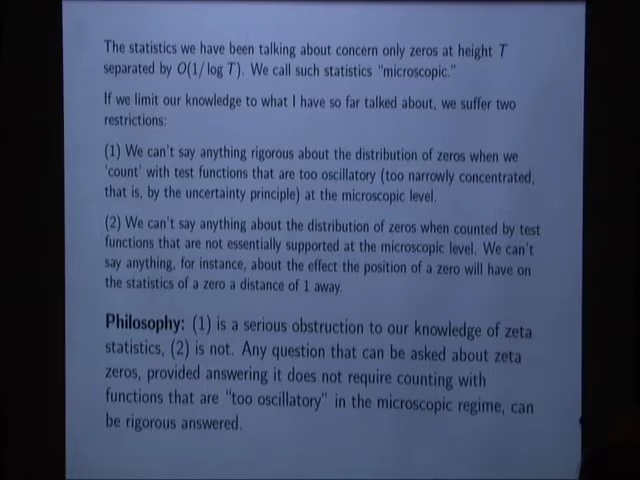 The statistics we have been talking about concern only zeros at height T
separated by O(1/ log T). We call such statistics "microscopic."
If we limit our knowledge to what I have so far talked about, we suffer two
restrictions:
(1) We can't say anything rigorous about the distribution of zeros when we
'count' with test functions that are too oscillatory (too narrowly concentrated,
that is, by the uncertainty principle) at the microscopic level.
(2) We can't say anything about the distribution of zeros when counted by test
functions that are not essentially supported at the microscopic level. We can't
say anything, for instance, about the effect the position of a zero will have on
the statistics of a zero a distance of 1 away.
Philosophy: (1) is a serious obstruction to our knowledge of zeta
statistics, (2) is not. Any question that can be asked about zeta
zeros, provided answering it does not require counting with
functions that are "too oscillatory" in the microscopic regime, can
be rigorous answered.